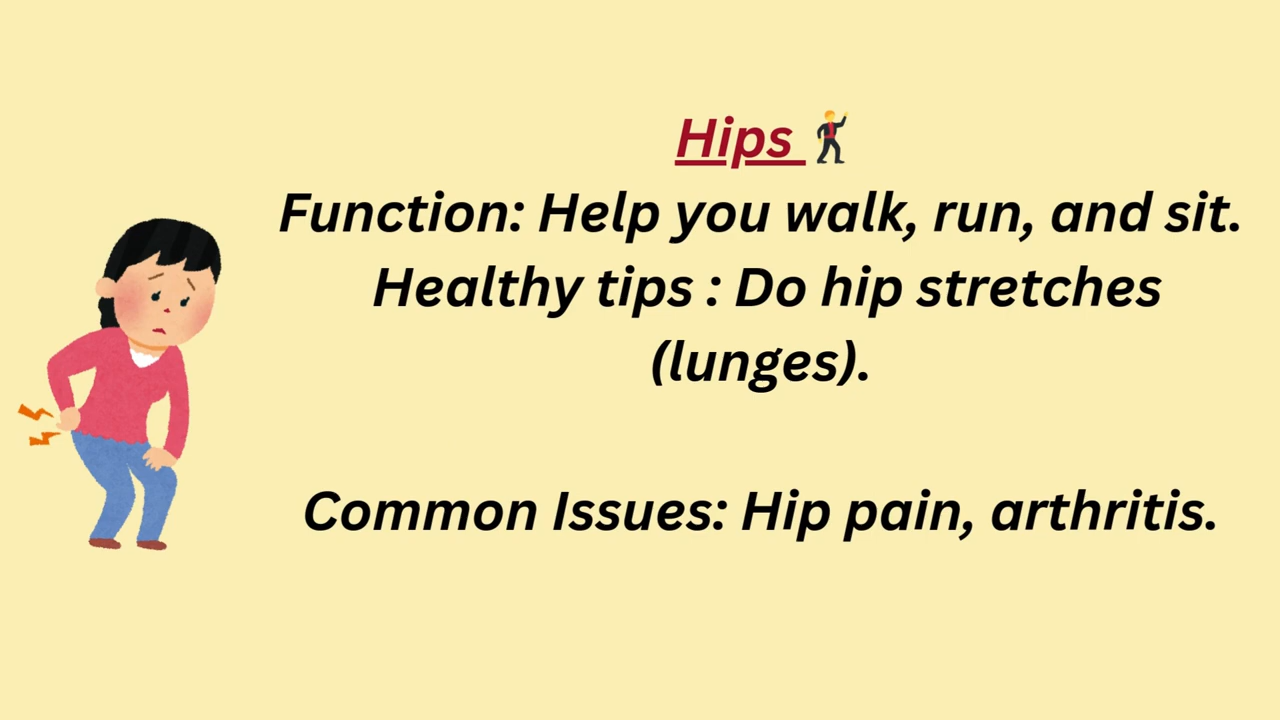 Hips 🕺
Function: Help you walk, run, and sit.
Healthy tips : Do hip stretches
(lunges).
Common Issues: Hip pain, arthritis.